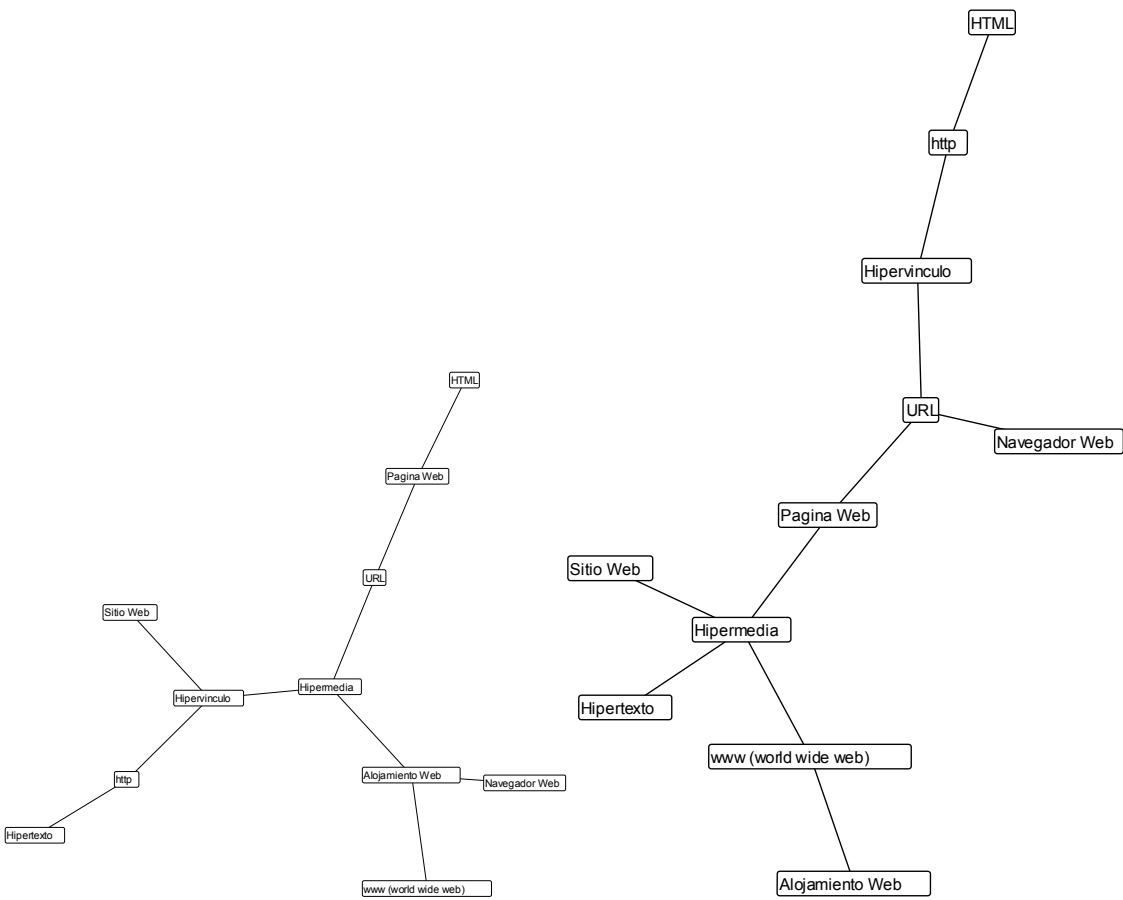 HTML
Pagina Web
URL
Sitio Web
Hipermedia
Hipervinculo
Alojamiento Web
http
Navegador Web
Hipertexto
www (world wide web)
HTML
http
Hipervinculo
URL
Navegador Web
Pagina Web
Sitio Web
Hipermedia
Hipertexto
www (world wide web)
Alojamiento Web